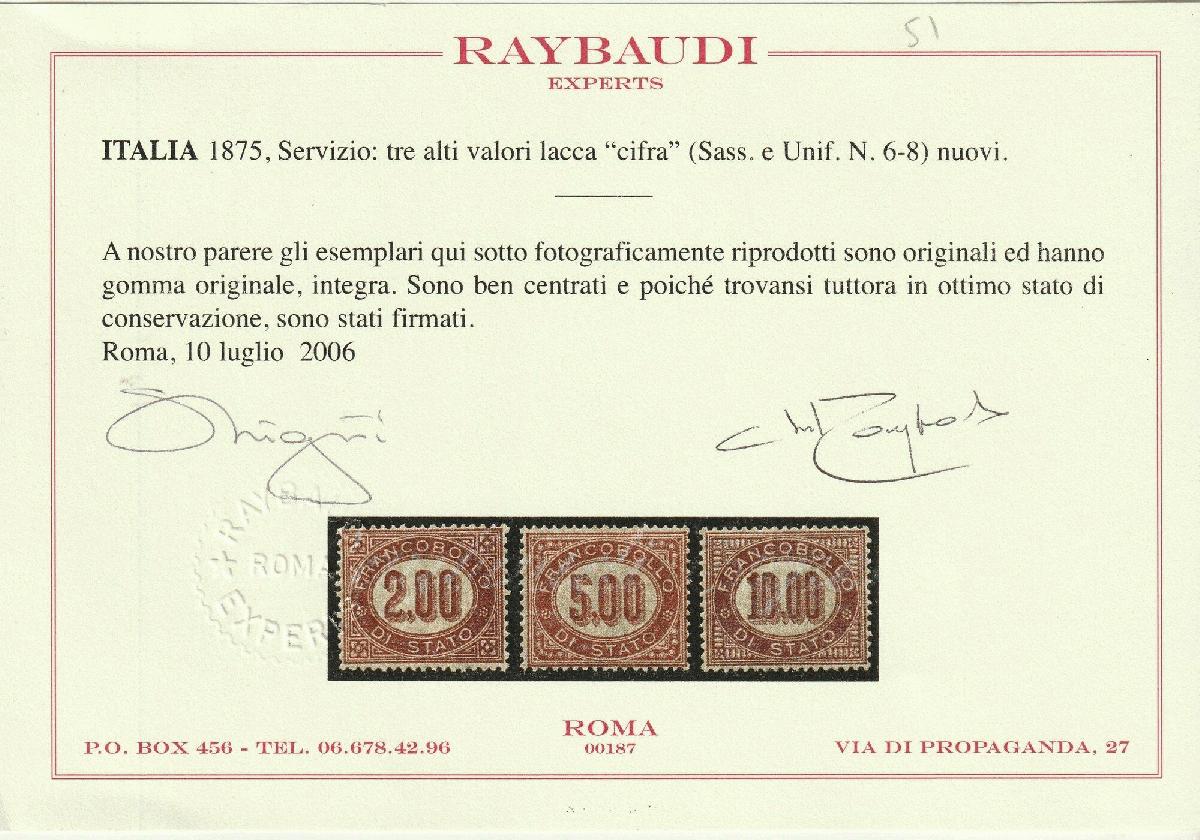 51
RAYBAUDI
EXPERTS
ITALIA 1875, Servizio: tre alti valori lacca “cifra” (Sass. e Unif. N. 6-8) nuovi.
A nostro parere gli esemplari qui sotto fotograficamente riprodotti sono originali ed hanno
gomma originale, integra. Sono ben centrati e poiché trovansi tuttora in ottimo stato di
conservazione, sono stati firmati.
Roma, 10 luglio 2006
ROMA
FRANCOBOLLO
2.00
DI STATO
FRANCOBOLLO
5.00
DI STATO
FRANCOBOLLO
10.00
DI STATO
P.O. BOX 456 - TEL. 06.678.42.96
ROMA
00187
VIA DI PROPAGANDA, 27